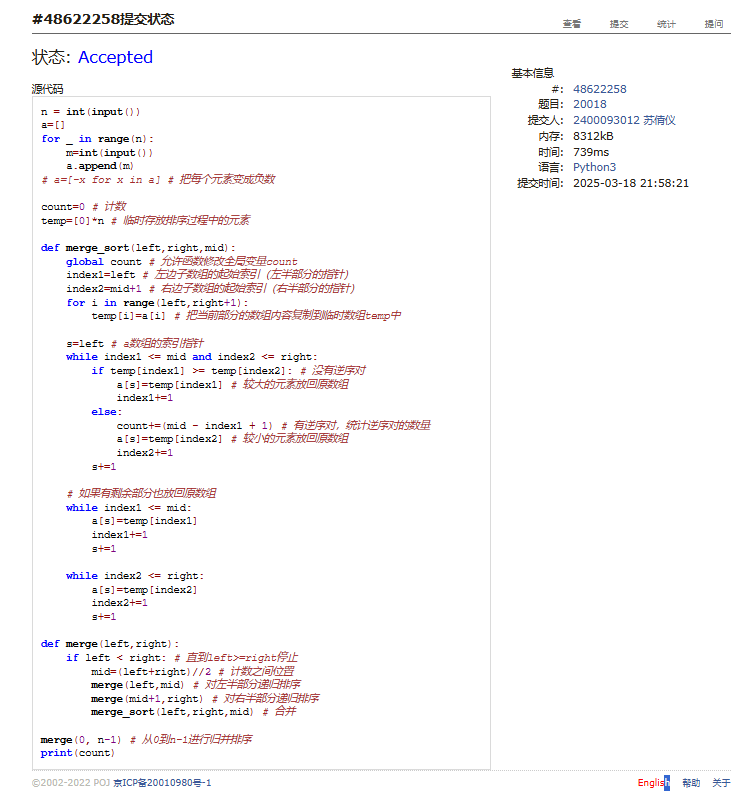 #48622258提交状态
查看 提交 统计 提问
状态: Accepted
源代码
n = int(input())
a=[]
for _ in range(n):
    m=int(input())
    a.append(m)
# a=[-x for x in a] # 把每个元素变成负数

count=0 # 计数
temp=[0]*n # 临时存放排序过程中的元素

def merge_sort(left,right,mid):
    global count # 允许函数修改全局变量count
    index1=left # 左边子数组的起始索引（左半部分的指针）
    index2=mid+1 # 右边子数组的起始索引（右半部分的指针）
    for i in range(left,right+1):
        temp[i]=a[i] # 把当前部分的数组内容复制到临时数组temp中

    s=left # a数组的索引指针
    while index1 <= mid and index2 <= right:
        if temp[index1] >= temp[index2]: # 没有逆序对
            a[s]=temp[index1] # 较大的元素放回原数组
            index1+=1
        else:
            count+=(mid - index1 + 1) # 有逆序对，统计逆序对的数量
            a[s]=temp[index2] # 较小的元素放回原数组
            index2+=1
        s+=1

    # 如果有剩余部分也放回原数组
    while index1 <= mid:
        a[s]=temp[index1]
        index1+=1
        s+=1

    while index2 <= right:
        a[s]=temp[index2]
        index2+=1
        s+=1

def merge(left,right):
    if left < right: # 直到left>=right停止
        mid=(left+right)//2 # 计数之间位置
        merge(left,mid) # 对左半部分递归排序
        merge(mid+1,right) # 对右半部分递归排序
        merge_sort(left,right,mid) # 合并

merge(0, n-1) # 从0到n-1进行归并排序
print(count)
基本信息
#: 48622258
题目: 20018
提交人: 2400093012 苏倩仪
内存: 8312kB
时间: 739ms
语言: Python3
提交时间: 2025-03-18 21:58:21
©2002-2022 POJ 京ICP备20010980号-1
English 帮助 关于